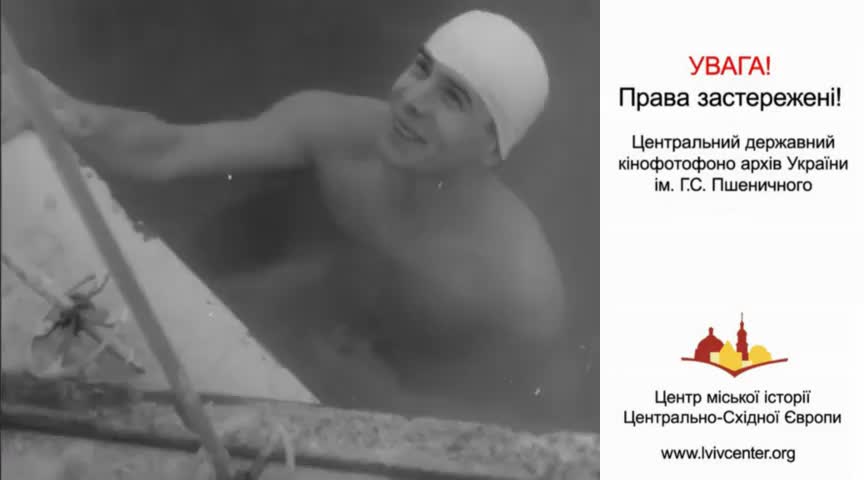 УВАГА!
Права застережені!
Центральний державний
кінофотофоно архів України
ім. Г.С. Пшеничного
Центр міської історії
Центрально-Східної Європи
www.lvivcenter.org